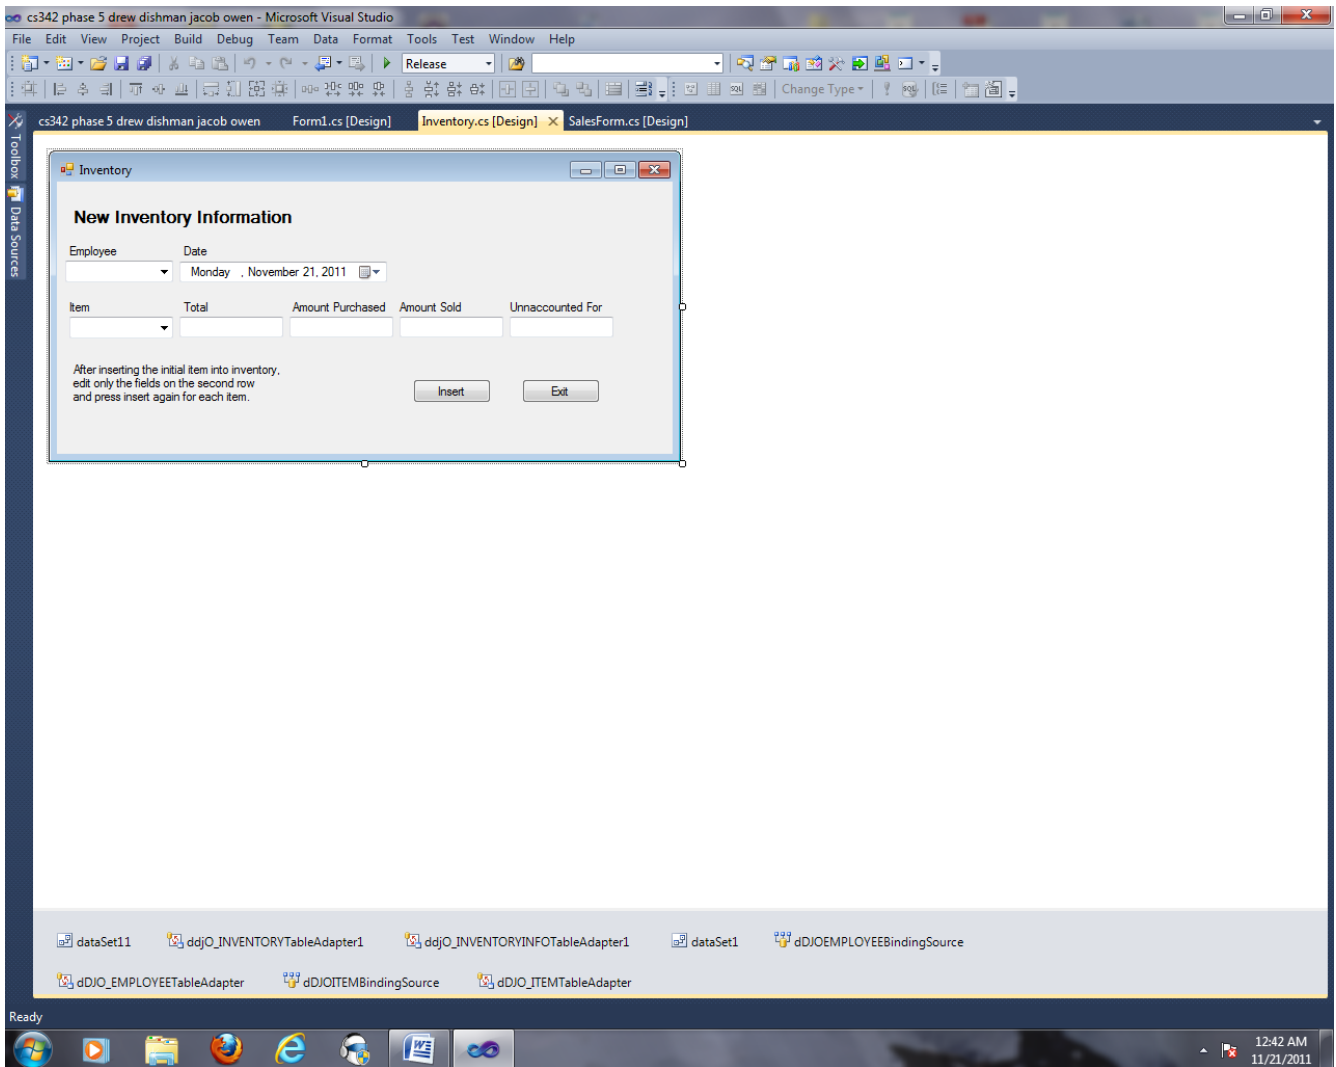 cs342 phase 5 drew dishman jacob owen - Microsoft Visual Studio
File Edit View Project Build Debug Team Data Format Tools Test Window Help
Release
Change Type
cs342 phase 5 drew dishman jacob owen Form1.cs [Design] Inventory.cs [Design] SalesForm.cs [Design]
Toolbox
Data Sources
Inventory
New Inventory Information
Employee Date
Monday , November 21, 2011
Item Total Amount Purchased Amount Sold Unnaccounted For
After inserting the initial item into inventory,
edit only the fields on the second row
and press insert again for each item.
Insert Exit
dataSet11 ddjO_INVENTORYTableAdapter1 ddjO_INVENTORYINFOTableAdapter1 dataSet1 dDJOEMPLOYEEBindingSource
dDJO_EMPLOYEETableAdapter dDJOITEMBindingSource dDJO_ITEMTableAdapter
Ready
12:42 AM
11/21/2011